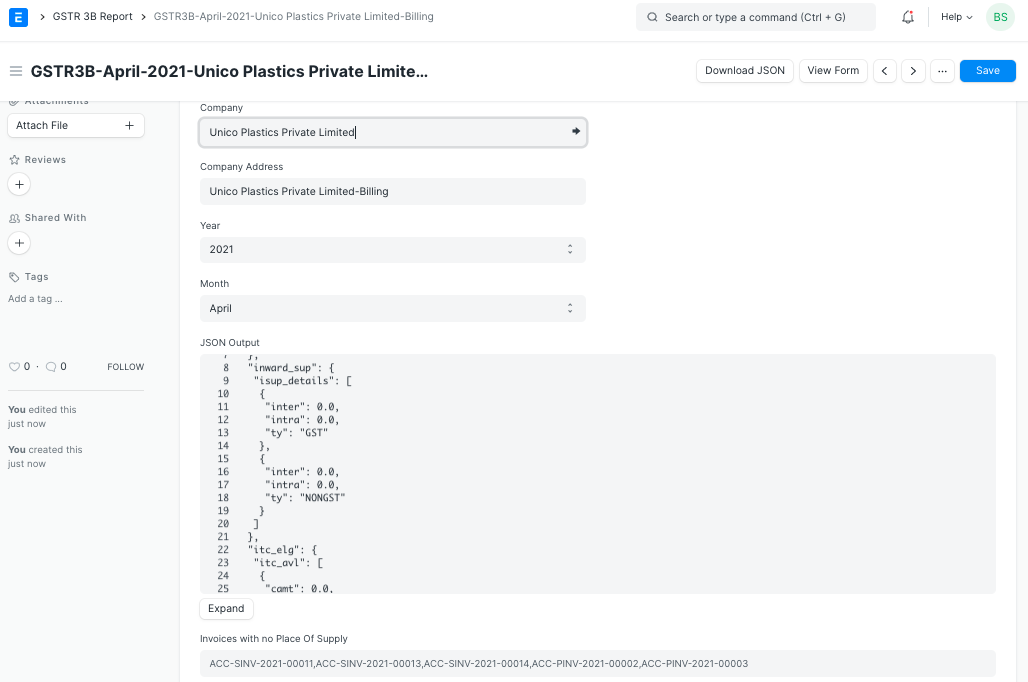 E
GSTR 3B Report
GSTR3B-April-2021-Unico Plastics Private Limited-Billing
Search or type a command (Ctrl + G)
Help
BS
GSTR3B-April-2021-Unico Plastics Private Limite...
Download JSON
View Form
...
Save
Attachments
Attach File
Reviews
Shared With
Tags
Add a tag ...
0 · 0 FOLLOW
You edited this
just now
You created this
just now
Company
Unico Plastics Private Limited
Company Address
Unico Plastics Private Limited-Billing
Year
2021
Month
April
JSON Output
7 },
8 "inward_sup": {
9 "isup_details": [
10 {
11 "inter": 0.0,
12 "intra": 0.0,
13 "ty": "GST"
14 },
15 {
16 "inter": 0.0,
17 "intra": 0.0,
18 "ty": "NONGST"
19 }
20 ]
21 },
22 "itc_elg": {
23 "itc_avl": [
24 {
25 "camt": 0.0,
Expand
Invoices with no Place Of Supply
ACC-SINV-2021-00011,ACC-SINV-2021-00013,ACC-SINV-2021-00014,ACC-PINV-2021-00002,ACC-PINV-2021-00003